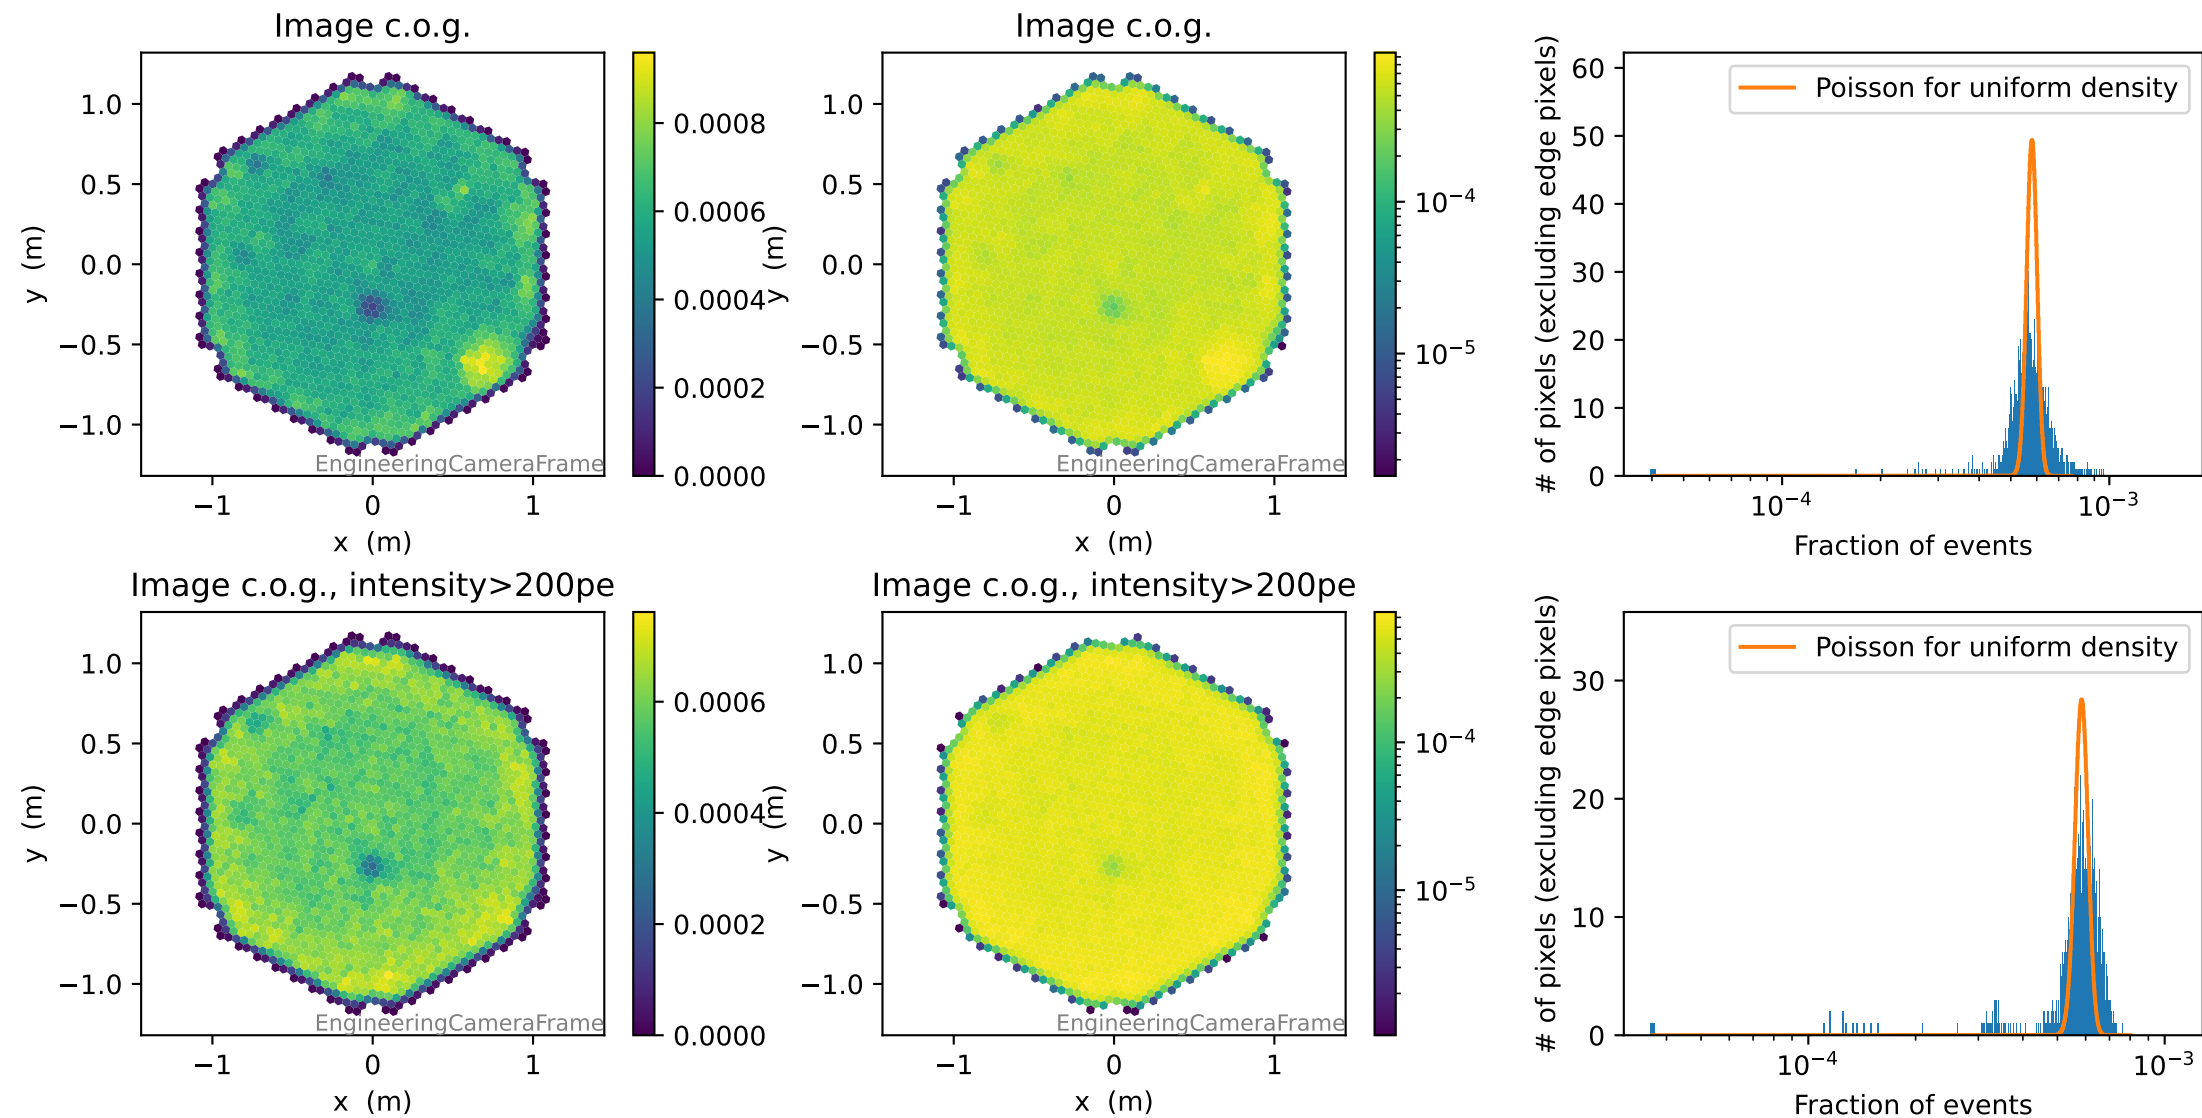 Image c.o.g.
y (m)
1.0
0.5
0.0
−0.5
−1.0
−1
0
1
x (m)
EngineeringCameraFrame
0.0008
0.0006
0.0004
0.0002
0.0000
Image c.o.g.
y (m)
1.0
0.5
0.0
−0.5
−1.0
−1
0
1
x (m)
EngineeringCameraFrame
10⁻⁴
10⁻⁵
# of pixels (excluding edge pixels)
60
50
40
30
20
10
0
Poisson for uniform density
10⁻⁴
10⁻³
Fraction of events
Image c.o.g., intensity>200pe
y (m)
1.0
0.5
0.0
−0.5
−1.0
−1
0
1
x (m)
EngineeringCameraFrame
0.0006
0.0004
0.0002
0.0000
Image c.o.g., intensity>200pe
y (m)
1.0
0.5
0.0
−0.5
−1.0
−1
0
1
x (m)
EngineeringCameraFrame
10⁻⁴
10⁻⁵
# of pixels (excluding edge pixels)
30
20
10
0
Poisson for uniform density
10⁻⁴
10⁻³
Fraction of events